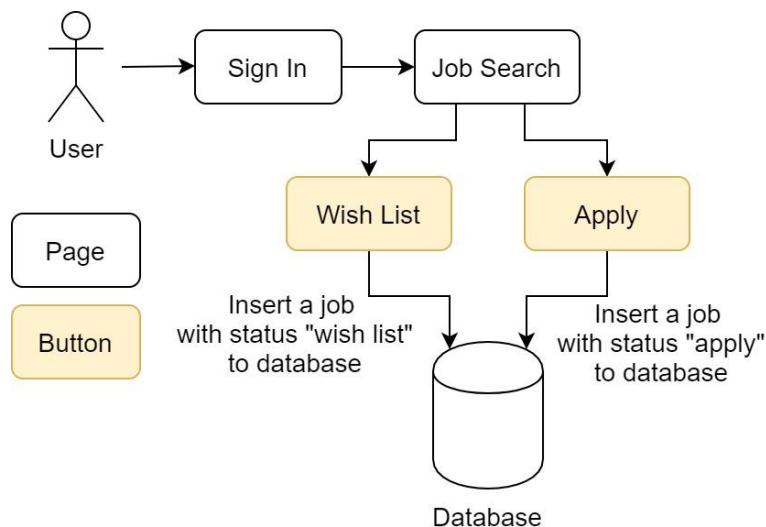 Sign In
Job Search
User
Wish List
Apply
Page
Button
Insert a job
with status "wish list"
to database
Insert a job
with status "apply"
to database
Database